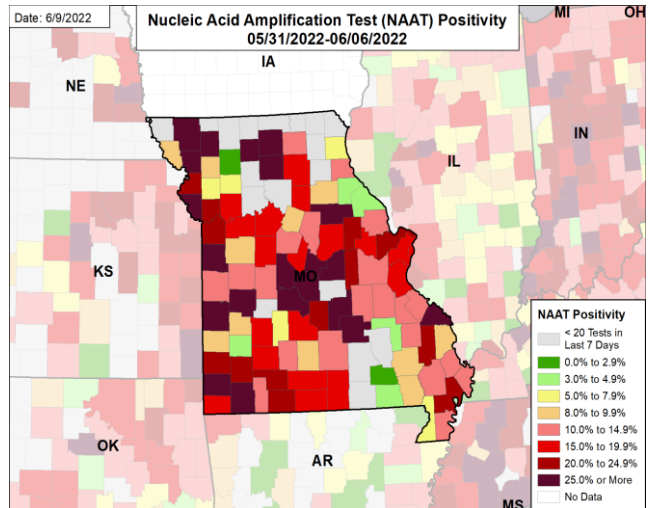 Date: 6/9/2022
Nucleic Acid Amplification Test (NAAT) Positivity
05/31/2022-06/06/2022
MI
OH
IA
NE
IN
IL
KS
MO
OK
AR
MS
NAAT Positivity
< 20 Tests in
Last 7 Days
0.0% to 2.9%
3.0% to 4.9%
5.0% to 7.9%
8.0% to 9.9%
10.0% to 14.9%
15.0% to 19.9%
20.0% to 24.9%
25.0% or More
No Data